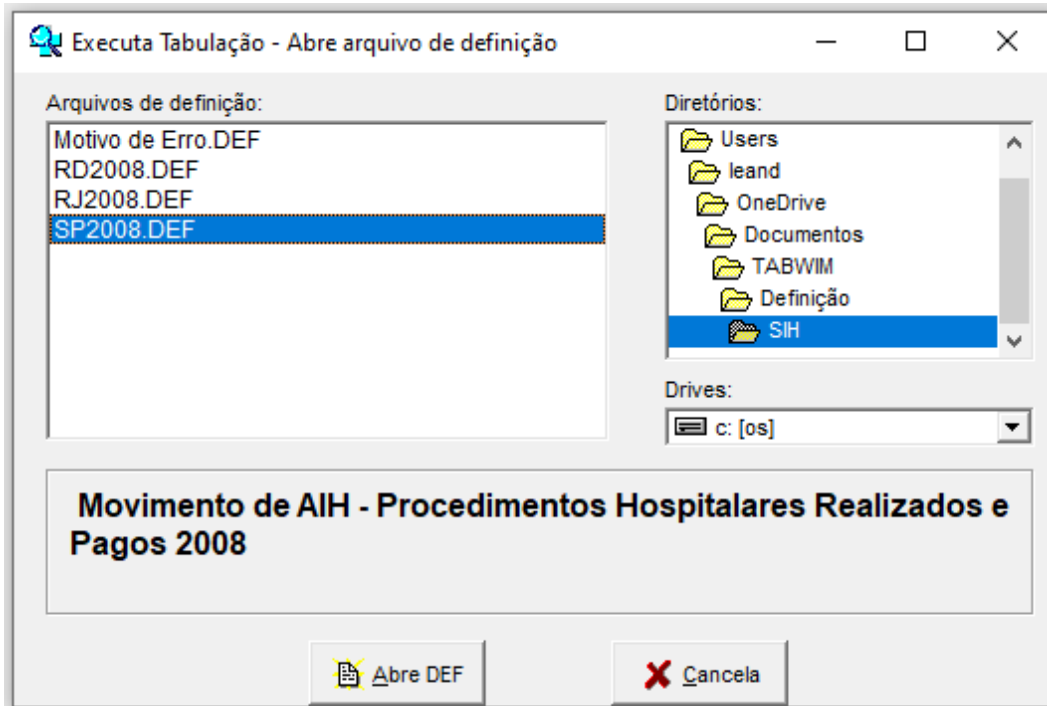 Executa Tabulação - Abre arquivo de definição
Arquivos de definição:
Motivo de Erro.DEF
RD2008.DEF
RJ2008.DEF
SP2008.DEF
Diretórios:
Users
leand
OneDrive
Documentos
TABWIM
Definição
SIH
Drives:
c: [os]
Movimento de AIH - Procedimentos Hospitalares Realizados e
Pagos 2008
Abre DEF
Cancela